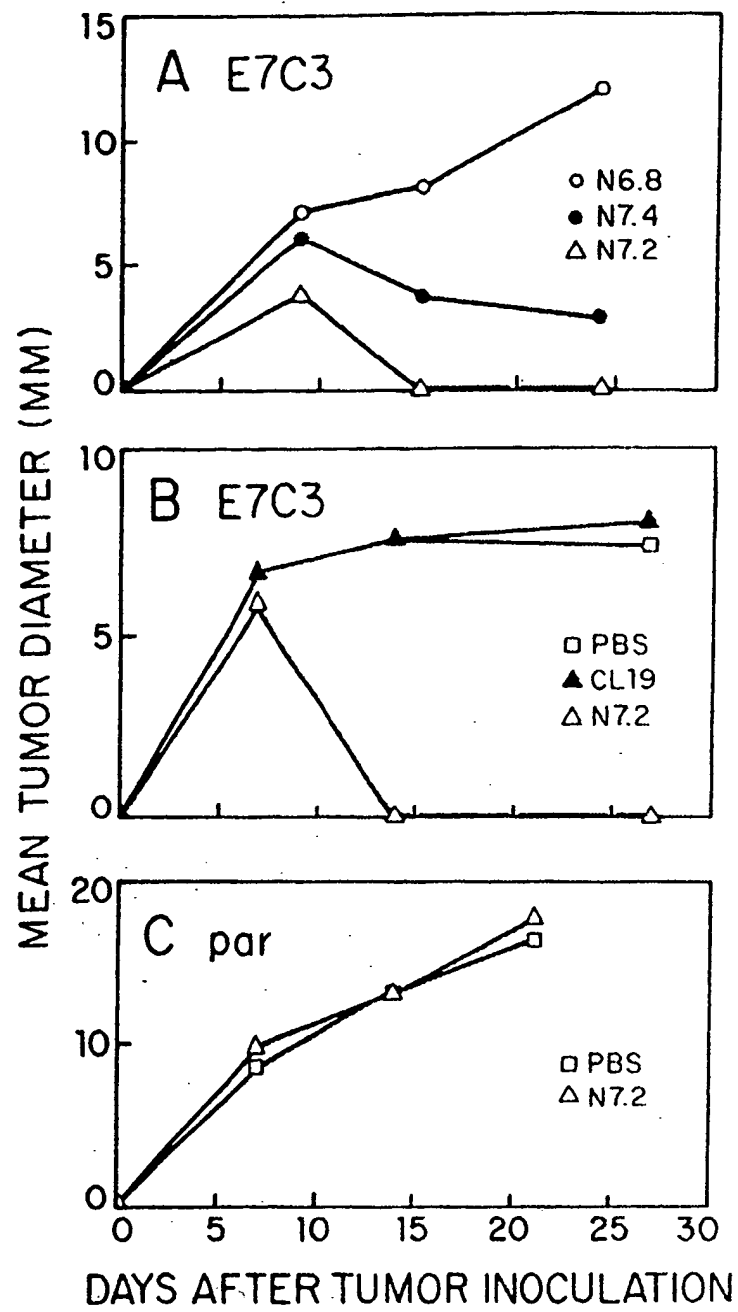 MEAN TUMOR DIAMETER (MM)
15
A E7C3
10
N6.8
N7.4
N7.2
5
0
10
B E7C3
5
PBS
CL19
N7.2
0
20
C par
10
PBS
N7.2
0
0 5 10 15 20 25 30
DAYS AFTER TUMOR INOCULATION